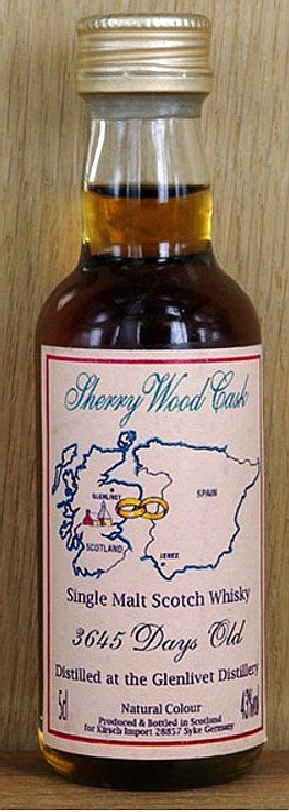 Sherry Wood Cask
GLENLIVET
SPAIN
SCOTLAND
JEREZ
Single Malt Scotch Whisky
3645 Days Old
Distilled at the Glenlivet Distillery
5cl
Natural Colour
43%vol
Produced & Bottled in Scotland
for Kirsch Import 28857 Syke Germany